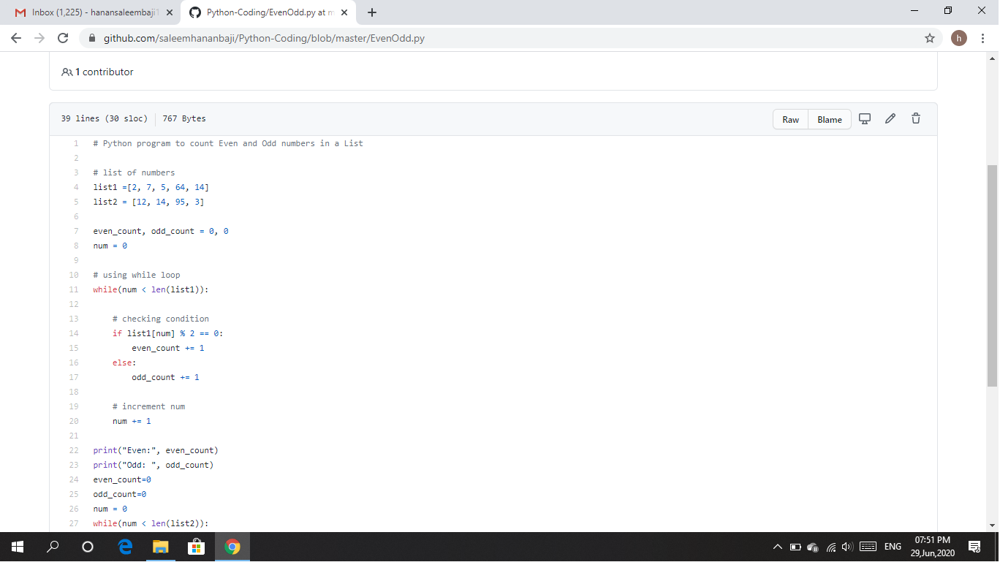 Inbox (1,225) - hanansaleembaji1
Python-Coding/EvenOdd.py at m
github.com/saleemhananbaji/Python-Coding/blob/master/EvenOdd.py
h
1 contributor
39 lines (30 sloc) 767 Bytes
Raw Blame
1 # Python program to count Even and Odd numbers in a List
2
3 # list of numbers
4 list1 =[2, 7, 5, 64, 14]
5 list2 = [12, 14, 95, 3]
6
7 even_count, odd_count = 0, 0
8 num = 0
9
10 # using while loop
11 while(num < len(list1)):
12
13     # checking condition
14     if list1[num] % 2 == 0:
15         even_count += 1
16     else:
17         odd_count += 1
18
19     # increment num
20     num += 1
21
22 print("Even:", even_count)
23 print("Odd: ", odd_count)
24 even_count=0
25 odd_count=0
26 num = 0
27 while(num < len(list2)):
ENG
07:51 PM
29,Jun,2020